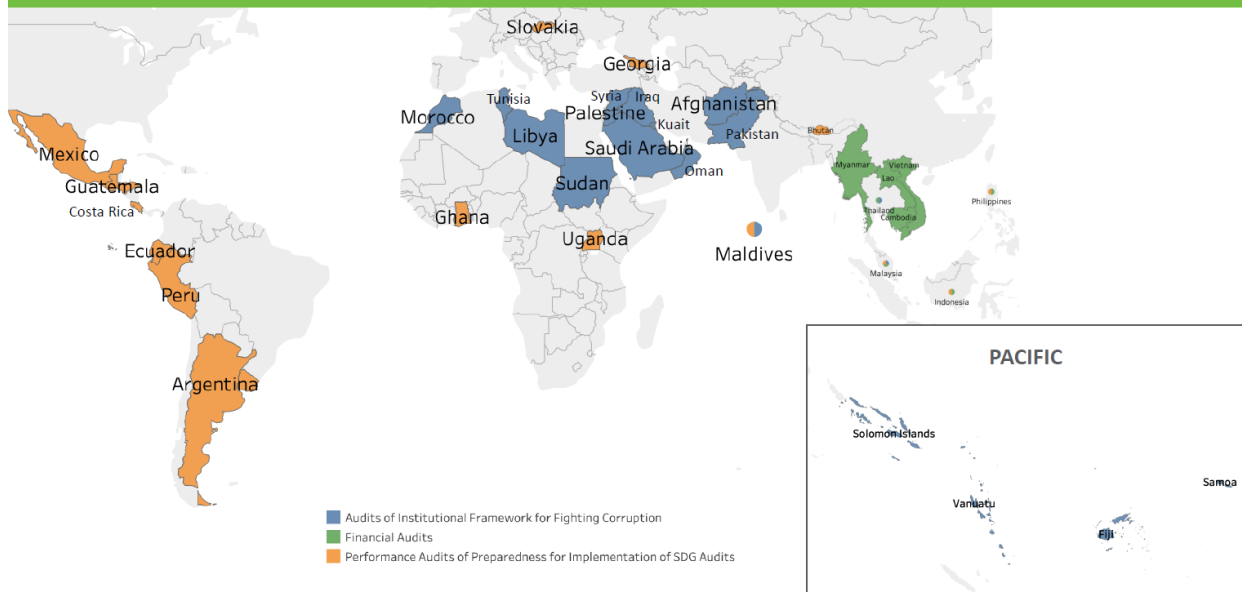 Slovakia
Georgia
Tunisia
Syria
Iraq
Afghanistan
Morocco
Palestine
Libya
Kuait
Pakistan
Bhutan
Mexico
Saudi Arabia
Myanmar
Vietnam
Lao
Guatemala
Sudan
Oman
Costa Rica
Ghana
Thailand
Cambodia
Philippines
Ecuador
Uganda
Maldives
Malaysia
Peru
Indonesia
Argentina
PACIFIC
Solomon Islands
Samoa
Vanuatu
Fiji
Audits of Institutional Framework for Fighting Corruption
Financial Audits
Performance Audits of Preparedness for Implementation of SDG Audits